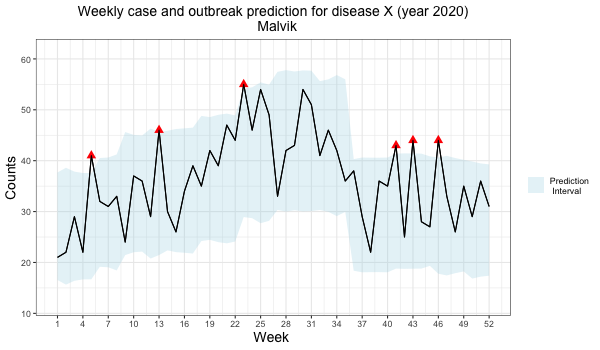 Weekly case and outbreak prediction for disease X (year 2020)
Malvik
60
50
40
30
20
10
Counts
1 4 7 10 13 16 19 22 25 28 31 34 37 40 43 46 49 52
Week
Prediction
Interval